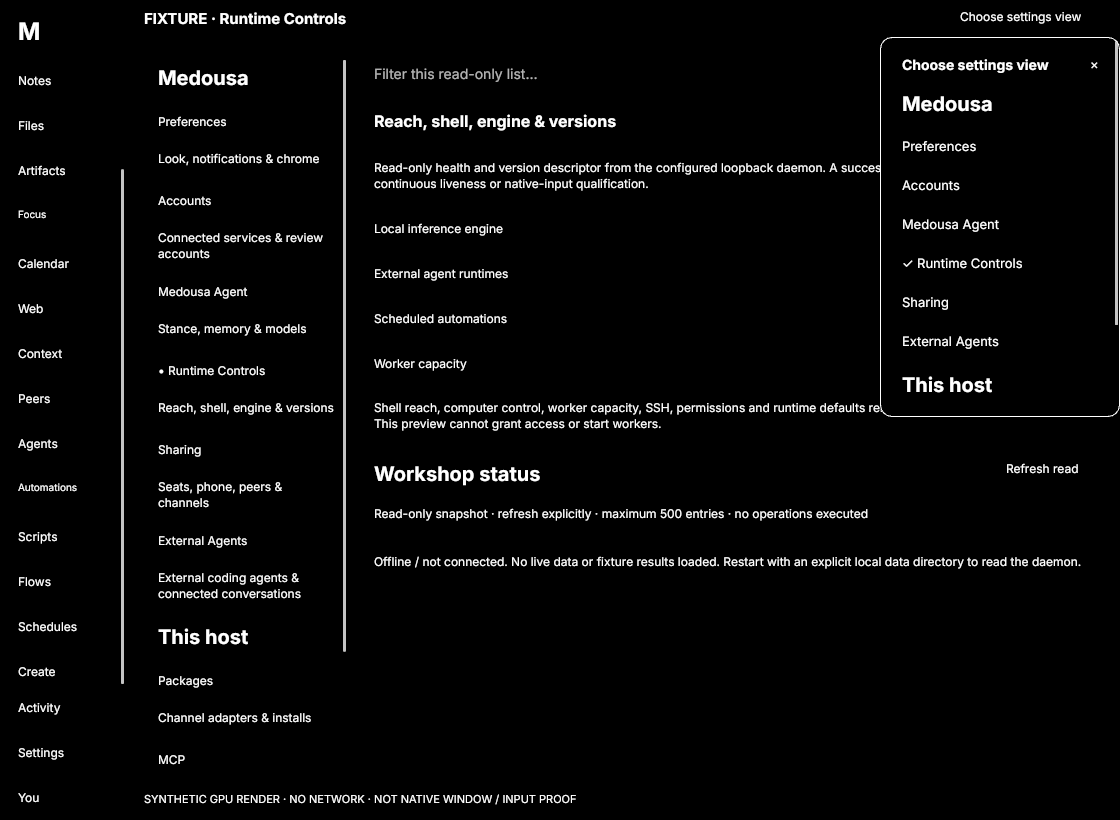 M
Notes
Files
Artifacts
Focus
Calendar
Web
Context
Peers
Agents
Automations
Scripts
Flows
Schedules
Create
Activity
Settings
You
FIXTURE · Runtime Controls
Choose settings view
Medousa
Preferences
Look, notifications & chrome
Accounts
Connected services & review
accounts
Medousa Agent
Stance, memory & models
• Runtime Controls
Reach, shell, engine & versions
Sharing
Seats, phone, peers &
channels
External Agents
External coding agents &
connected conversations
This host
Packages
Channel adapters & installs
MCP
Filter this read-only list...
Reach, shell, engine & versions
Read-only health and version descriptor from the configured loopback daemon. A
continuous liveness or native-input qualification.
Local inference engine
External agent runtimes
Scheduled automations
Worker capacity
Shell reach, computer control, worker capacity, SSH, permissions and runtime defaults
This preview cannot grant access or start workers.
Workshop status
Refresh read
Read-only snapshot · refresh explicitly · maximum 500 entries · no operations executed
Offline / not connected. No live data or fixture results loaded. Restart with an explicit local data directory to read the daemon.
Choose settings view
×
Medousa
Preferences
Accounts
Medousa Agent
✓ Runtime Controls
Sharing
External Agents
This host
SYNTHETIC GPU RENDER · NO NETWORK · NOT NATIVE WINDOW / INPUT PROOF